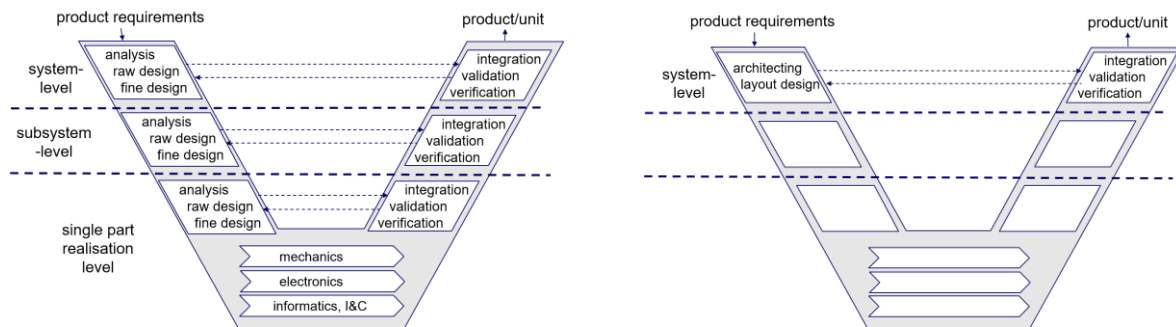 product requirements
product/unit
system-
level
analysis
raw design
fine design
integration
validation
verification
subsystem
-level
analysis
raw design
fine design
integration
validation
verification
single part
realisation
level
analysis
raw design
fine design
integration
validation
verification
mechanics
electronics
informatics, I&C
product requirements
product/unit
system-
level
architecting
layout design
integration
validation
verification